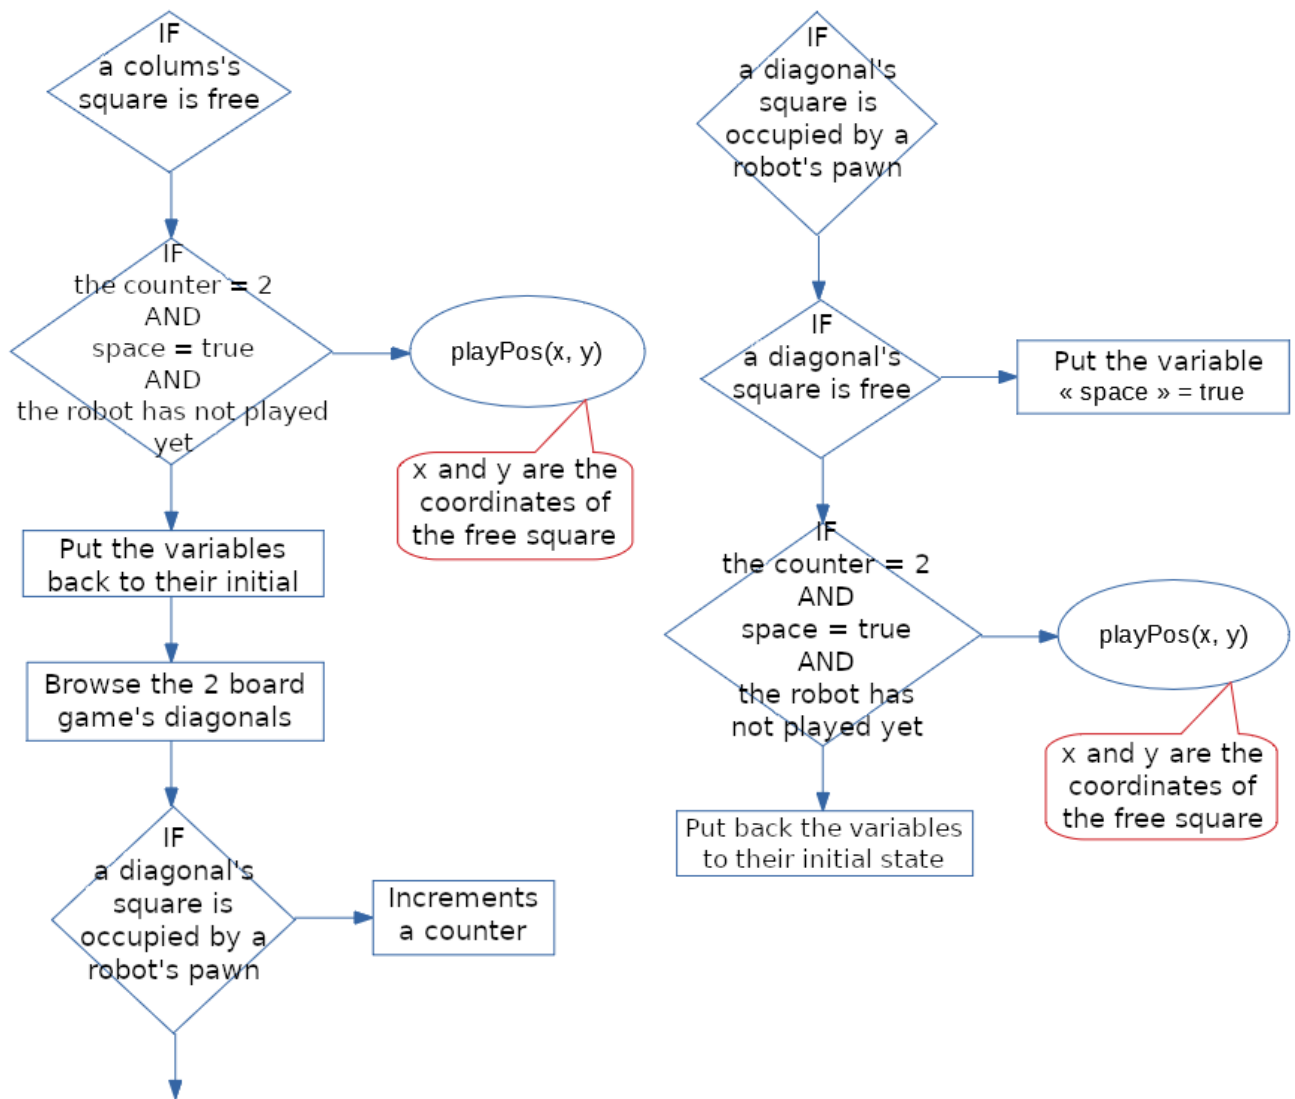 IF
a colums's
square is free
IF
the counter = 2
AND
space = true
AND
the robot has not played
yet
playPos(x, y)
x and y are the
coordinates of
the free square
Put the variables
back to their initial
Browse the 2 board
game's diagonals
IF
a diagonal's
square is
occupied by a
robot's pawn
Increments
a counter
IF
a diagonal's
square is
occupied by a
robot's pawn
IF
a diagonal's
square is free
Put the variable
« space » = true
IF
the counter = 2
AND
space = true
AND
the robot has
not played yet
playPos(x, y)
x and y are the
coordinates of
the free square
Put back the variables
to their initial state